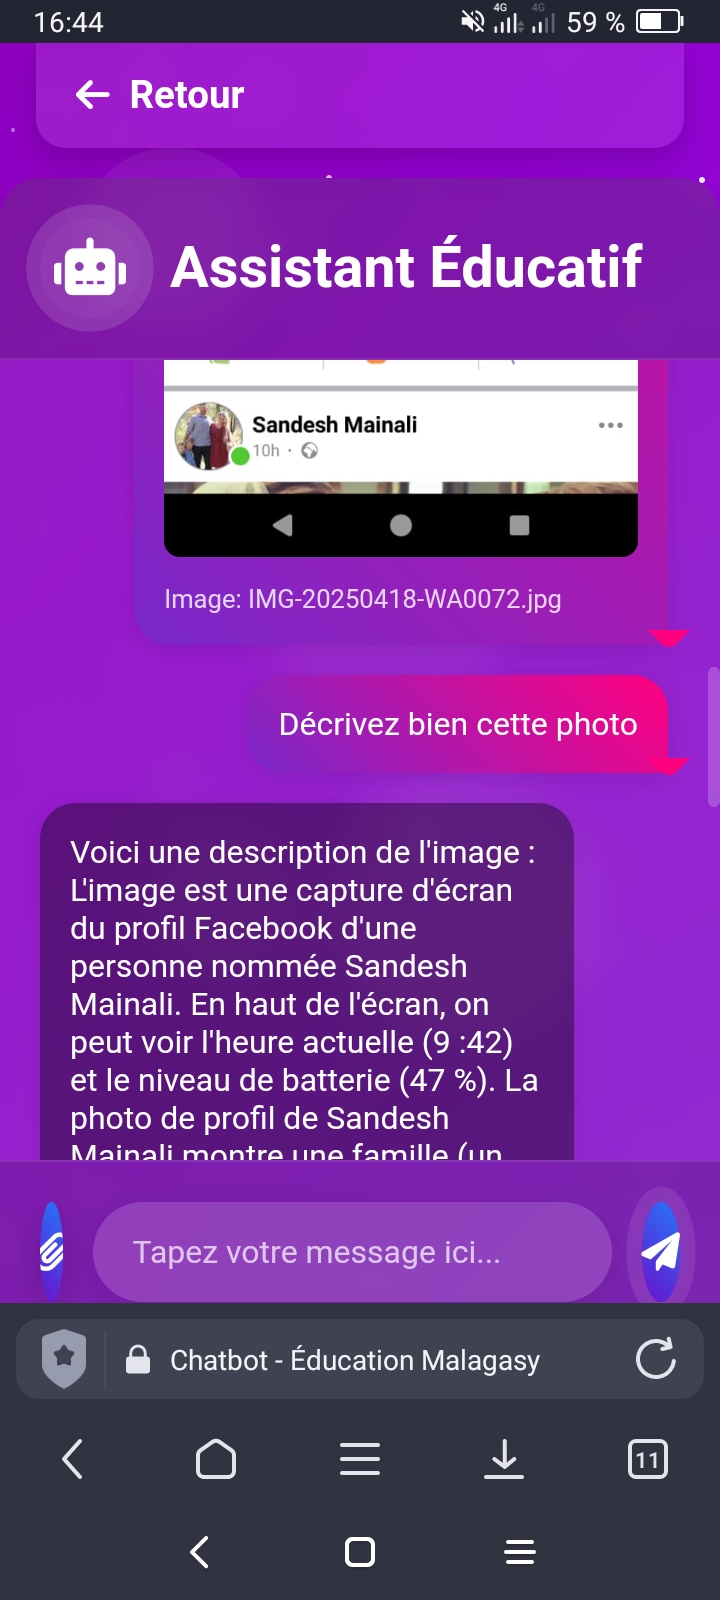 16:44
4G 4G 59 %
Retour
Assistant Éducatif
Sandesh Mainali
10h ·
Image: IMG-20250418-WA0072.jpg
Décrivez bien cette photo
Voici une description de l'image :
L'image est une capture d'écran
du profil Facebook d'une
personne nommée Sandesh
Mainali. En haut de l'écran, on
peut voir l'heure actuelle (9 :42)
et le niveau de batterie (47 %). La
photo de profil de Sandesh
Mainali montre une famille (un
Tapez votre message ici...
Chatbot - Éducation Malagasy
11